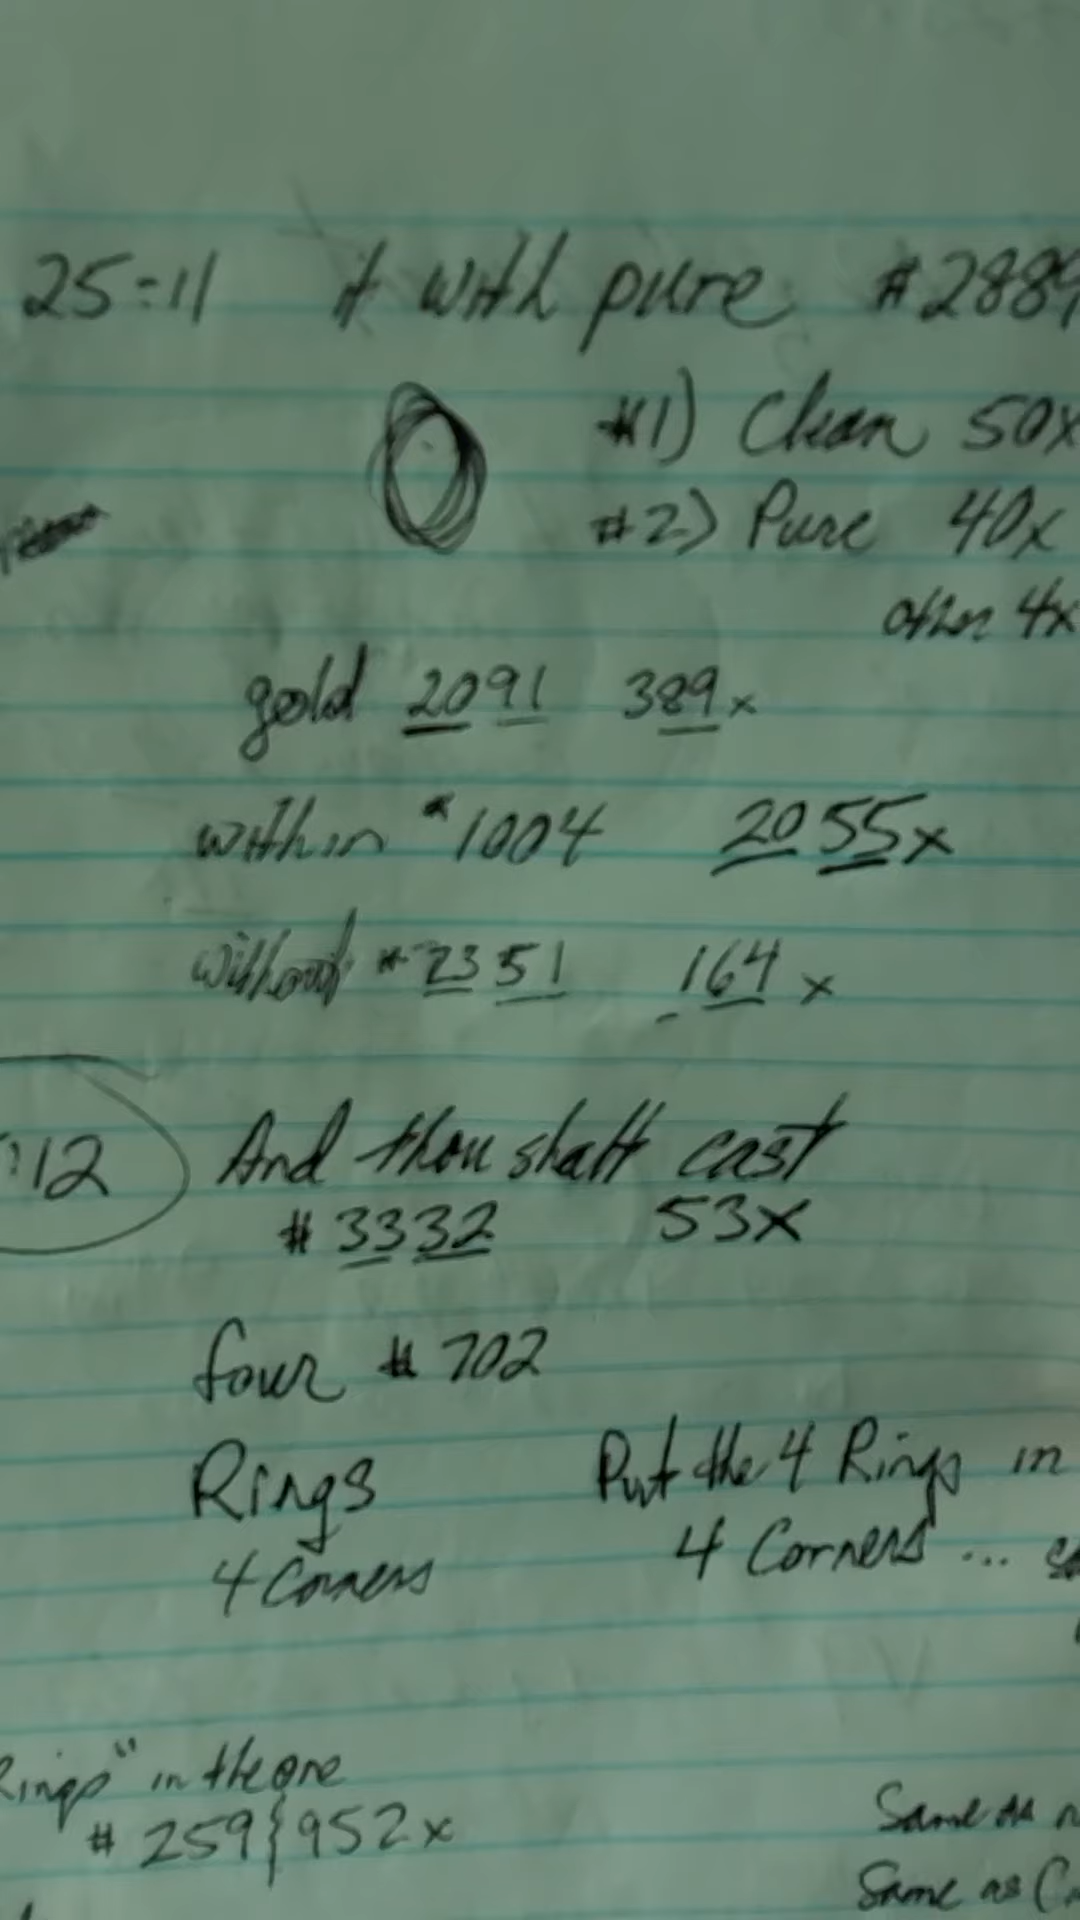 25:11 it with pure #2889
#1) Clean 50x
#2) Pure 40x
other 4x
gold 2091 389x
within #1004 2055x
without #2351 164x
:12 And thou shalt cast
#3332 53x
four #702
Rings Put the 4 Rings in
4 Corners 4 Corners ...
Rings" in the one
#259 { 952x
Same as
Same as